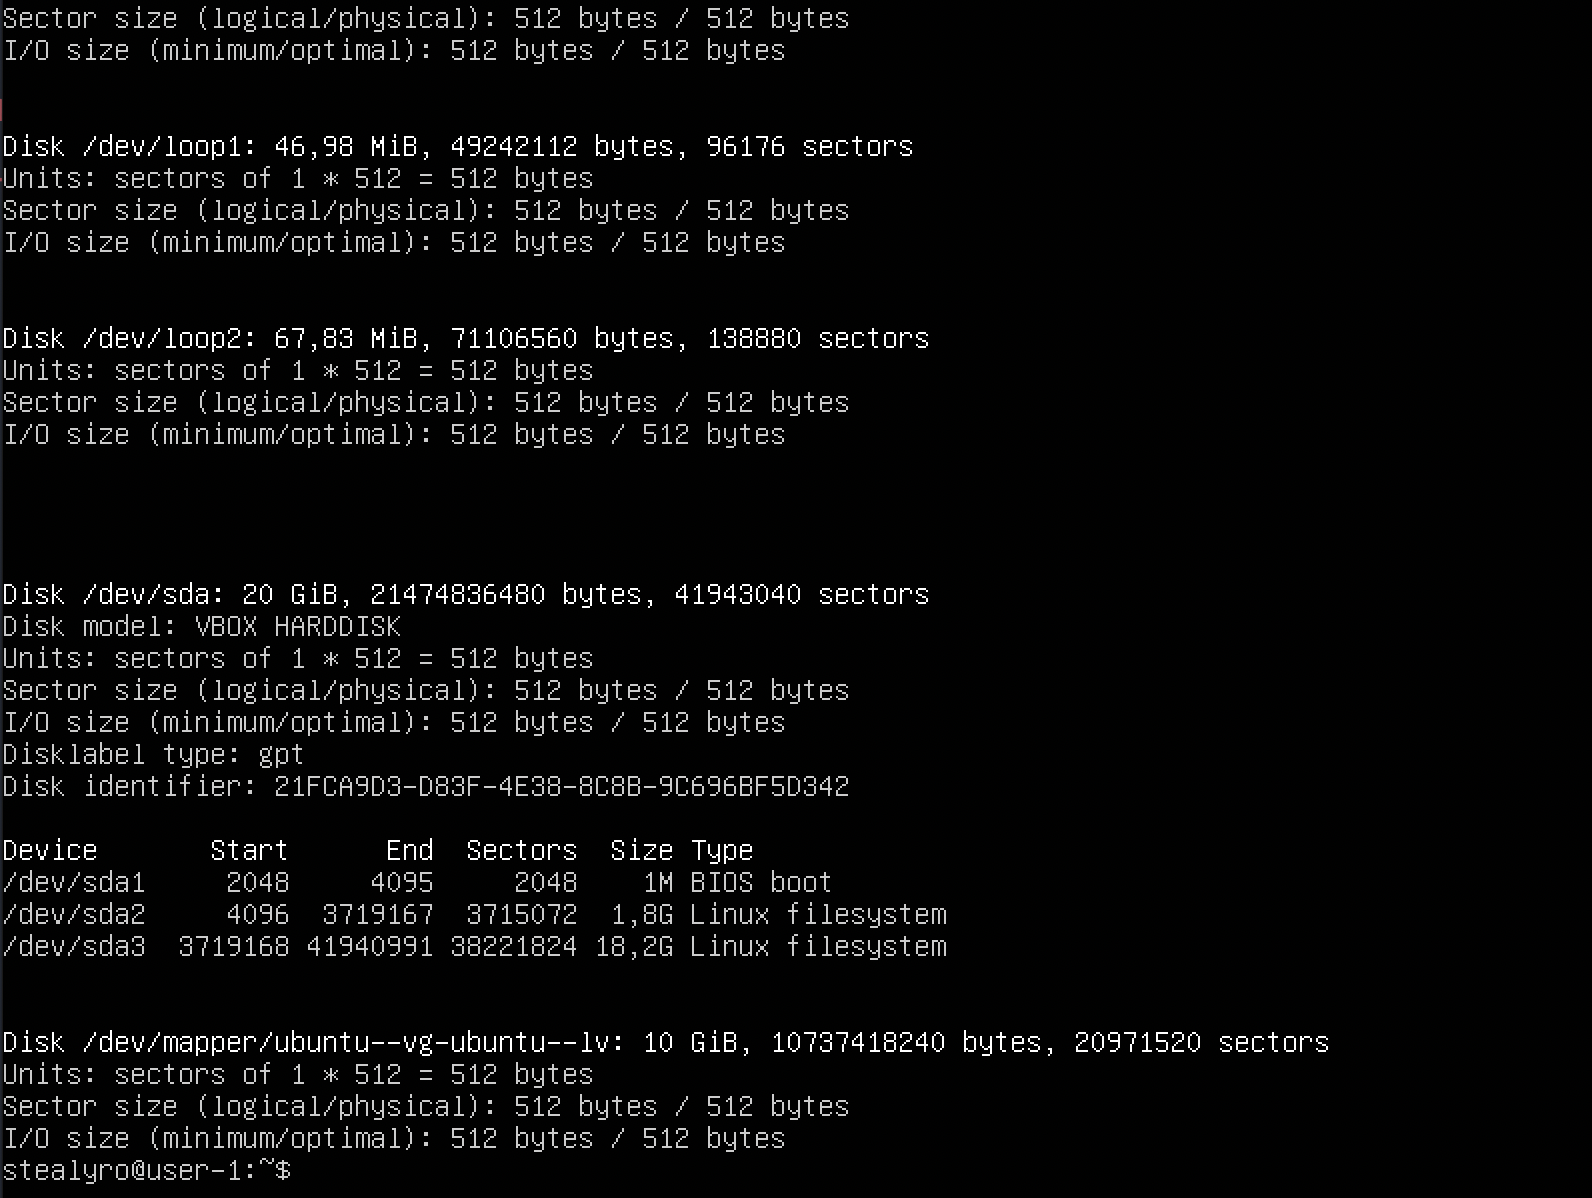 Sector size (logical/physical): 512 bytes / 512 bytes
I/O size (minimum/optimal): 512 bytes / 512 bytes
Disk /dev/loop1: 46,98 MiB, 49242112 bytes, 96176 sectors
Units: sectors of 1 * 512 = 512 bytes
Sector size (logical/physical): 512 bytes / 512 bytes
I/O size (minimum/optimal): 512 bytes / 512 bytes
Disk /dev/loop2: 67,83 MiB, 71106560 bytes, 138880 sectors
Units: sectors of 1 * 512 = 512 bytes
Sector size (logical/physical): 512 bytes / 512 bytes
I/O size (minimum/optimal): 512 bytes / 512 bytes
Disk /dev/sda: 20 GiB, 21474836480 bytes, 41943040 sectors
Disk model: VBOX HARDDISK
Units: sectors of 1 * 512 = 512 bytes
Sector size (logical/physical): 512 bytes / 512 bytes
I/O size (minimum/optimal): 512 bytes / 512 bytes
Disklabel type: gpt
Disk identifier: 21FCA9D3-D83F-4E38-8C8B-9C696BF5D342
Device       Start      End  Sectors  Size Type
/dev/sda1     2048     4095     2048    1M BIOS boot
/dev/sda2     4096  3719167  3715072  1,8G Linux filesystem
/dev/sda3  3719168 41940991 38221824 18,2G Linux filesystem
Disk /dev/mapper/ubuntu--vg-ubuntu--lv: 10 GiB, 10737418240 bytes, 20971520 sectors
Units: sectors of 1 * 512 = 512 bytes
Sector size (logical/physical): 512 bytes / 512 bytes
I/O size (minimum/optimal): 512 bytes / 512 bytes
stealyro@user-1:~$